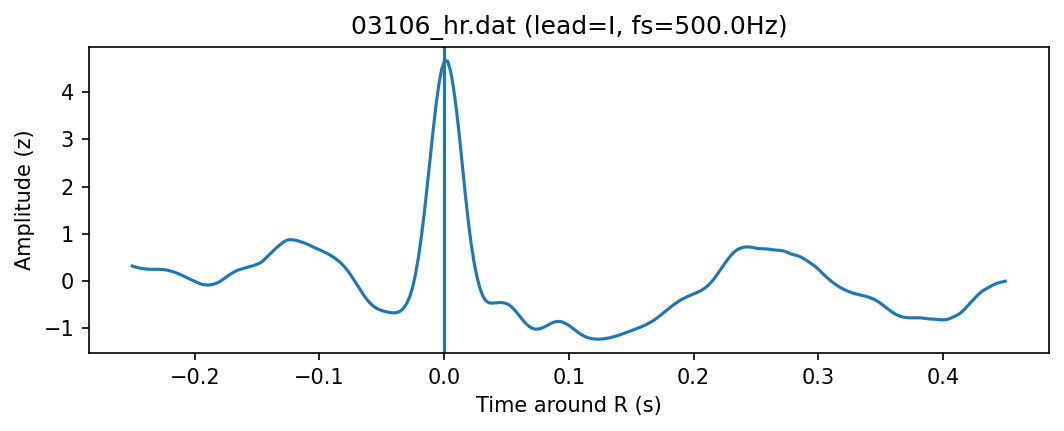 03106_hr.dat (lead=I, fs=500.0Hz)
Amplitude (z)
4
3
2
1
0
−1
−0.2 −0.1 0.0 0.1 0.2 0.3 0.4
Time around R (s)